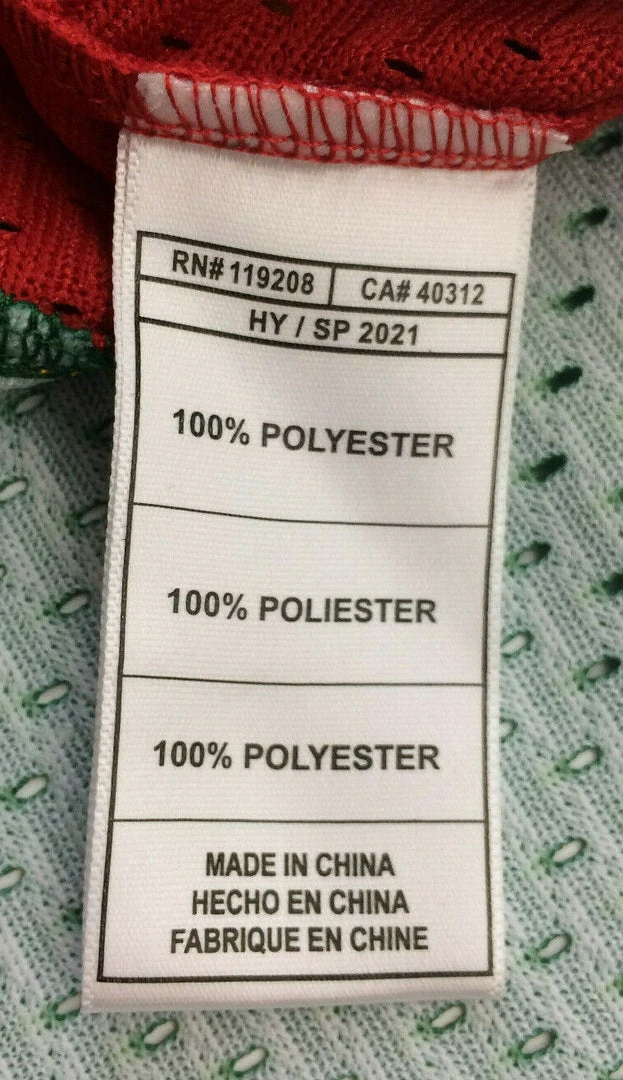 RN# 119208 CA# 40312
HY / SP 2021
100% POLYESTER
100% POLIESTER
100% POLYESTER
MADE IN CHINA
HECHO EN CHINA
FABRIQUE EN CHINE